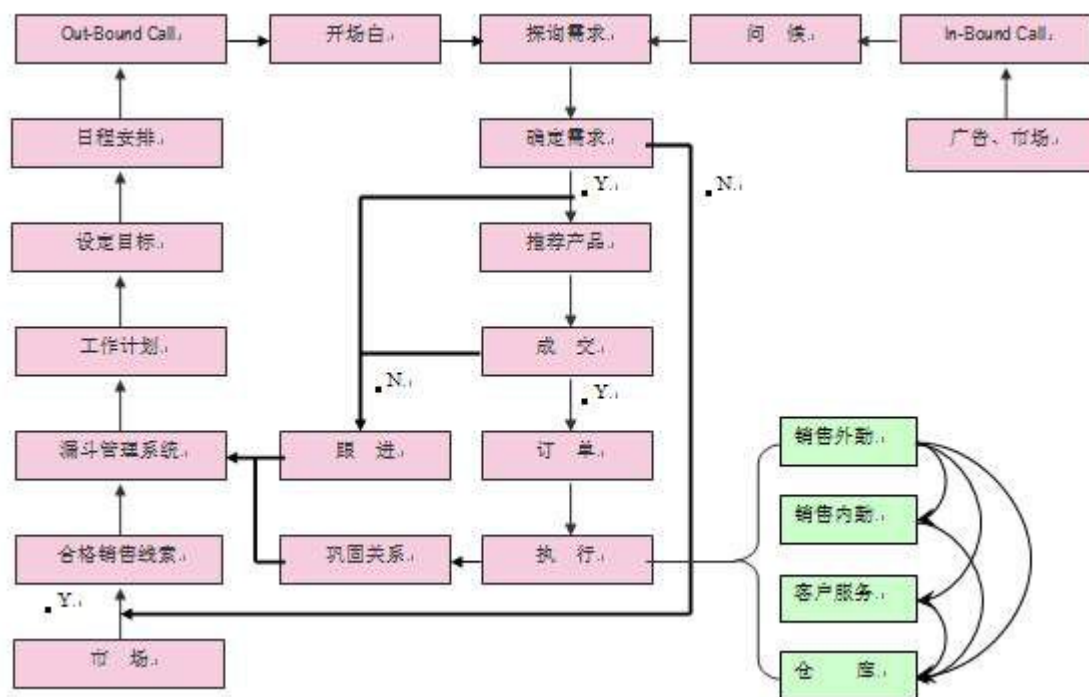 Out-Bound Call
开场白
探询需求
问 候
In-Bound Call
日程安排
确定需求
广告、市场
Y
N
设定目标
推荐产品
工作计划
成 交
N
Y
漏斗管理系统
跟 进
订 单
销售外勤
销售内勤
合格销售线索
巩固关系
执 行
客户服务
Y
市 场
仓 库